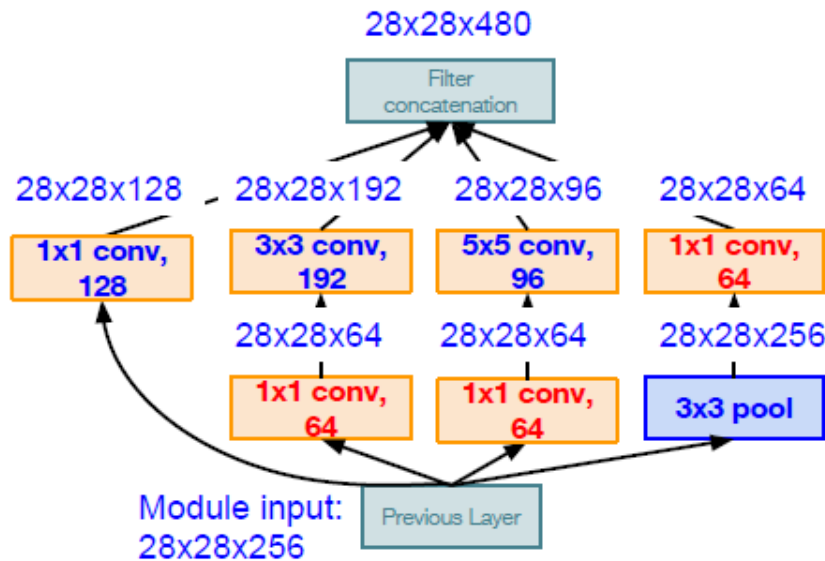 28x28x480
Filter
concatenation
28x28x128
28x28x192
28x28x96
28x28x64
1x1 conv,
128
3x3 conv,
192
5x5 conv,
96
1x1 conv,
64
28x28x64
28x28x64
28x28x256
1x1 conv,
64
1x1 conv,
64
3x3 pool
Module input:
28x28x256
Previous Layer